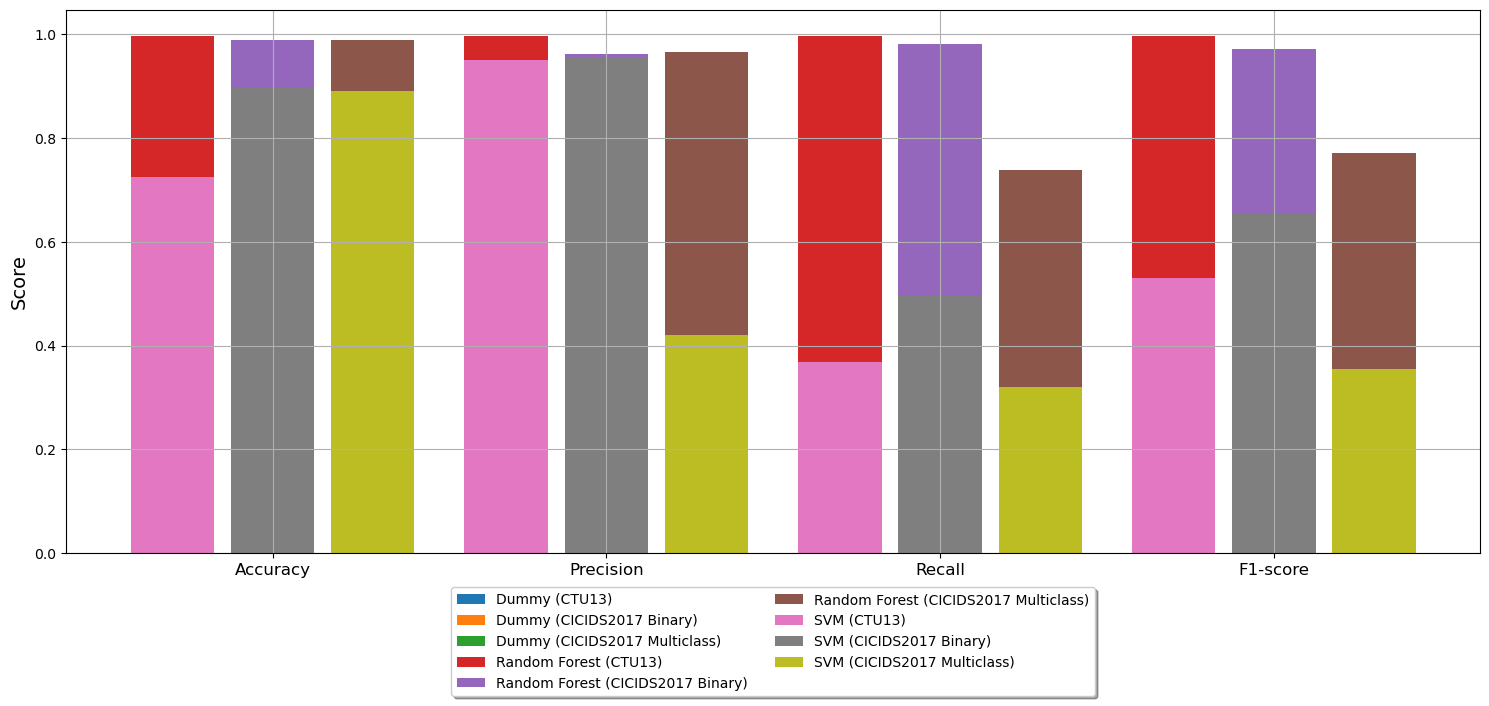 1.0
0.8
0.6
0.4
0.2
0.0
Score
Accuracy
Precision
Recall
F1-score
Dummy (CTU13)
Dummy (CICIDS2017 Binary)
Dummy (CICIDS2017 Multiclass)
Random Forest (CTU13)
Random Forest (CICIDS2017 Binary)
Random Forest (CICIDS2017 Multiclass)
SVM (CTU13)
SVM (CICIDS2017 Binary)
SVM (CICIDS2017 Multiclass)